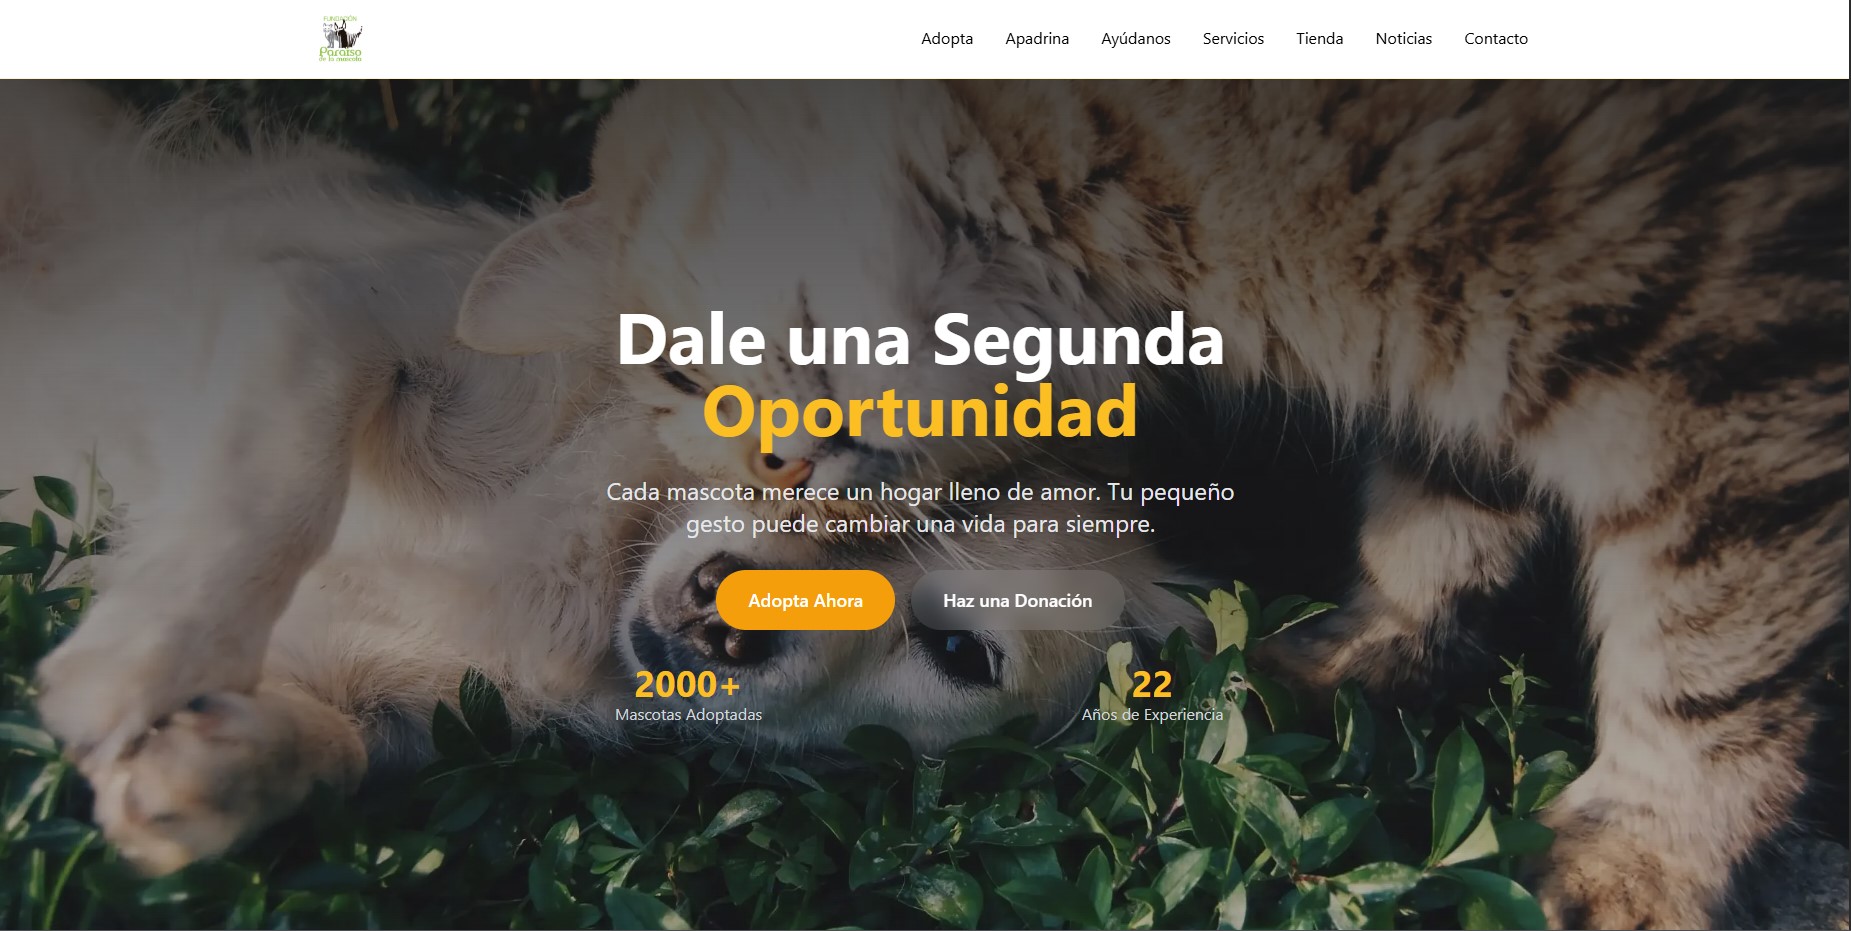 FUNDACIÓN
Paraíso
de la mascota
Adopta
Apadrina
Ayúdanos
Servicios
Tienda
Noticias
Contacto
Dale una Segunda
Oportunidad
Cada mascota merece un hogar lleno de amor. Tu pequeño
gesto puede cambiar una vida para siempre.
Adopta Ahora
Haz una Donación
2000+
Mascotas Adoptadas
22
Años de Experiencia